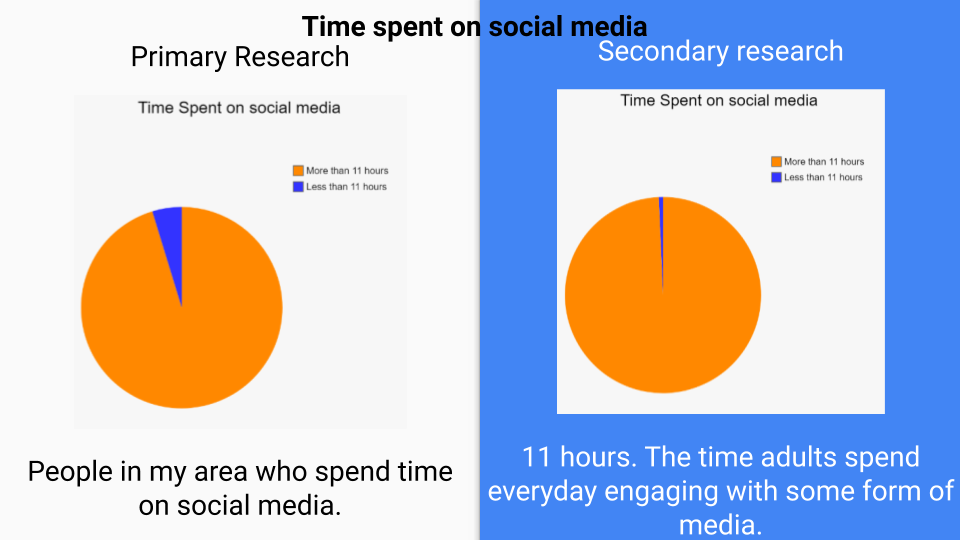 Time spent on social media
Primary Research
Time Spent on social media
More than 11 hours
Less than 11 hours
People in my area who spend time
on social media.
Secondary research
Time Spent on social media
More than 11 hours
Less than 11 hours
11 hours. The time adults spend
everyday engaging with some form of
media.